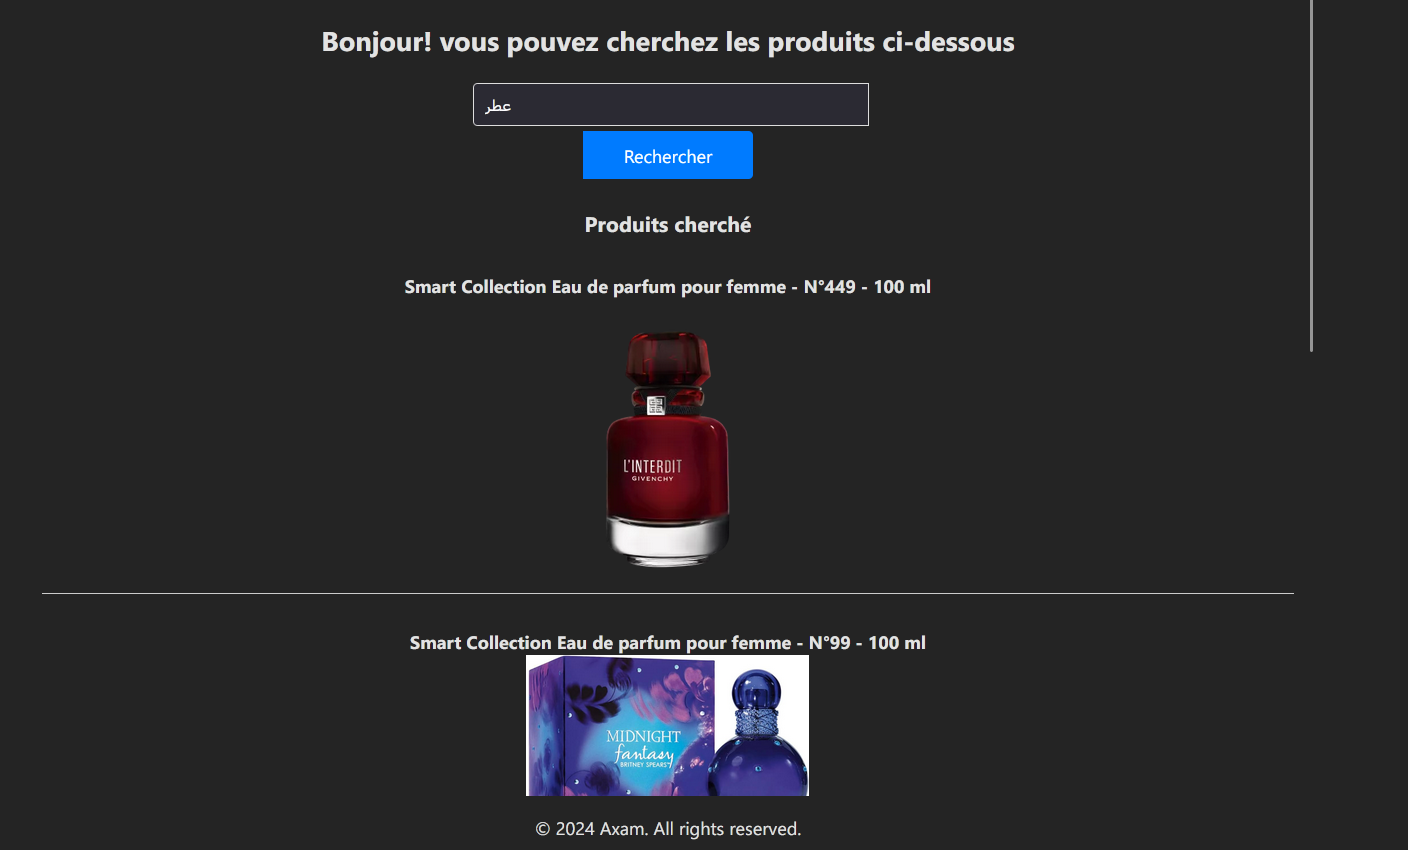 Bonjour! vous pouvez cherchez les produits ci-dessous
عطر
Rechercher
Produits cherché
Smart Collection Eau de parfum pour femme - N°449 - 100 ml
L'INTERDIT
GIVENCHY
Smart Collection Eau de parfum pour femme - N°99 - 100 ml
MIDNIGHT
fantasy
BRITNEY SPEARS
© 2024 Axam. All rights reserved.